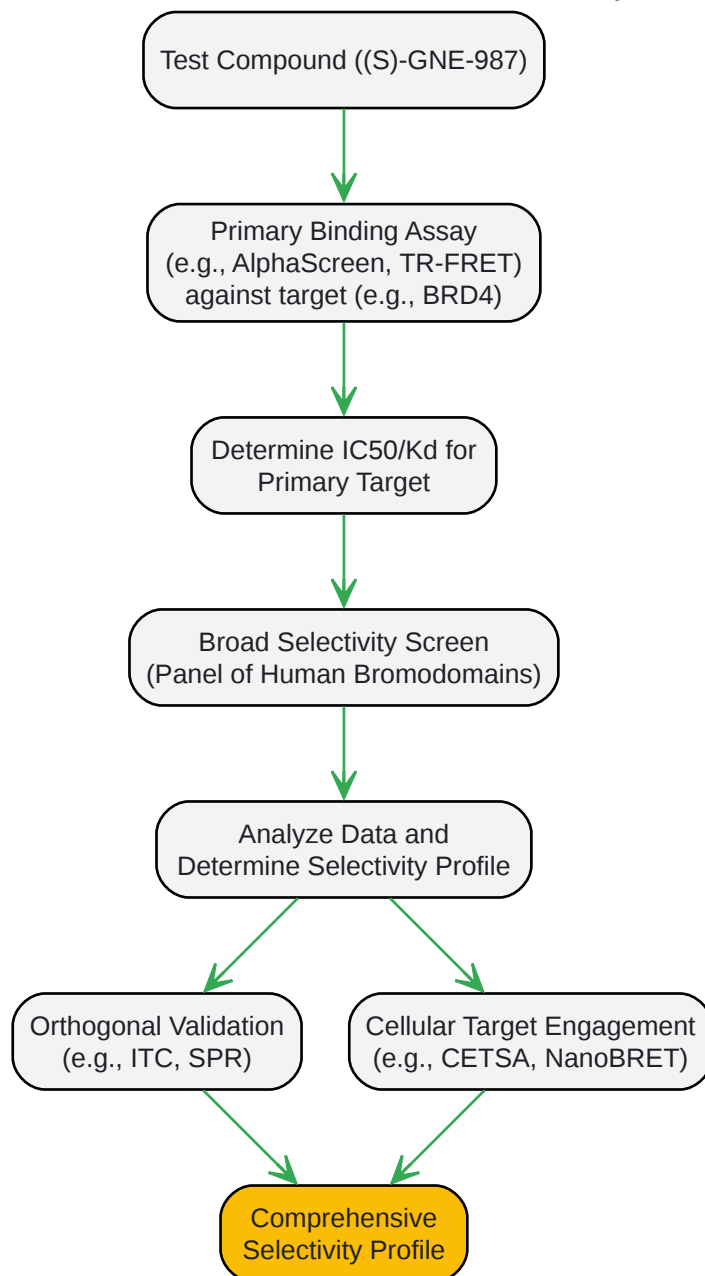 Test Compound ((S)-GNE-987)
Primary Binding Assay
(e.g., AlphaScreen, TR-FRET)
against target (e.g., BRD4)
Determine IC50/Kd for
Primary Target
Broad Selectivity Screen
(Panel of Human Bromodomains)
Analyze Data and
Determine Selectivity Profile
Orthogonal Validation
(e.g., ITC, SPR)
Cellular Target Engagement
(e.g., CETSA, NanoBRET)
Comprehensive
Selectivity Profile